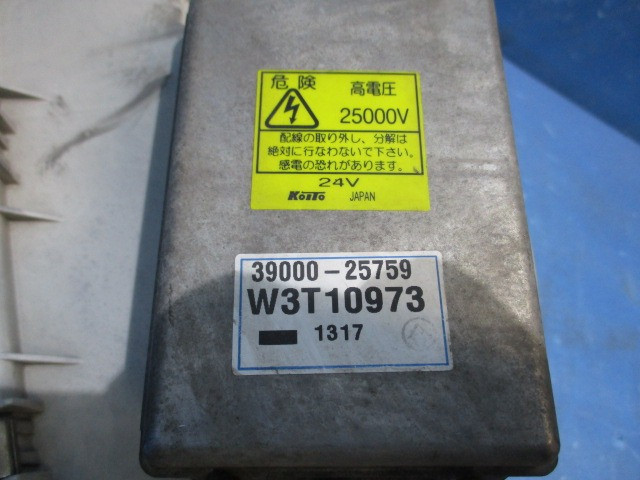 危険 高電圧
25000V
配線の取り外し、分解は
絶対に行なわないで下さい。
感電の恐れがあります。
24V
KOITO JAPAN
39000-25759
W3T10973
1317